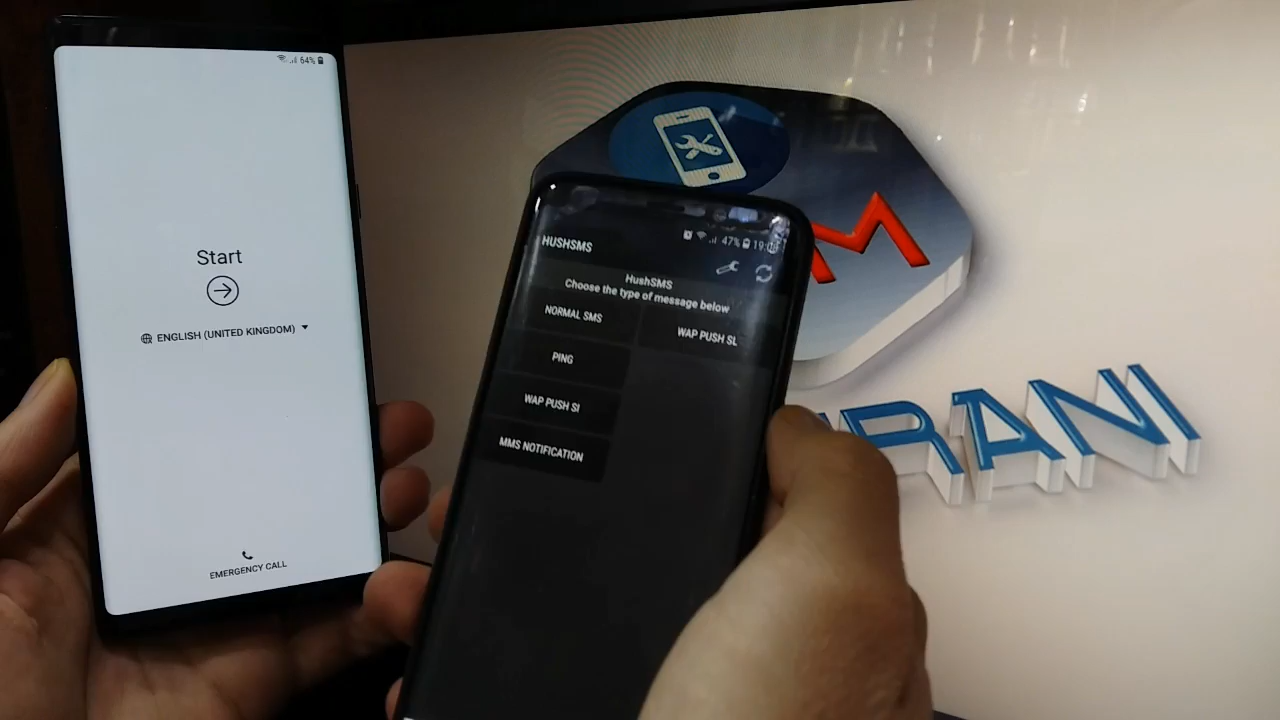 64%
Start
ENGLISH (UNITED KINGDOM)
EMERGENCY CALL
47%
HUSHSMS
HushSMS
Choose the type of message below
NORMAL SMS
WAP PUSH SL
PING
WAP PUSH SI
MMS NOTIFICATION
M
RANI